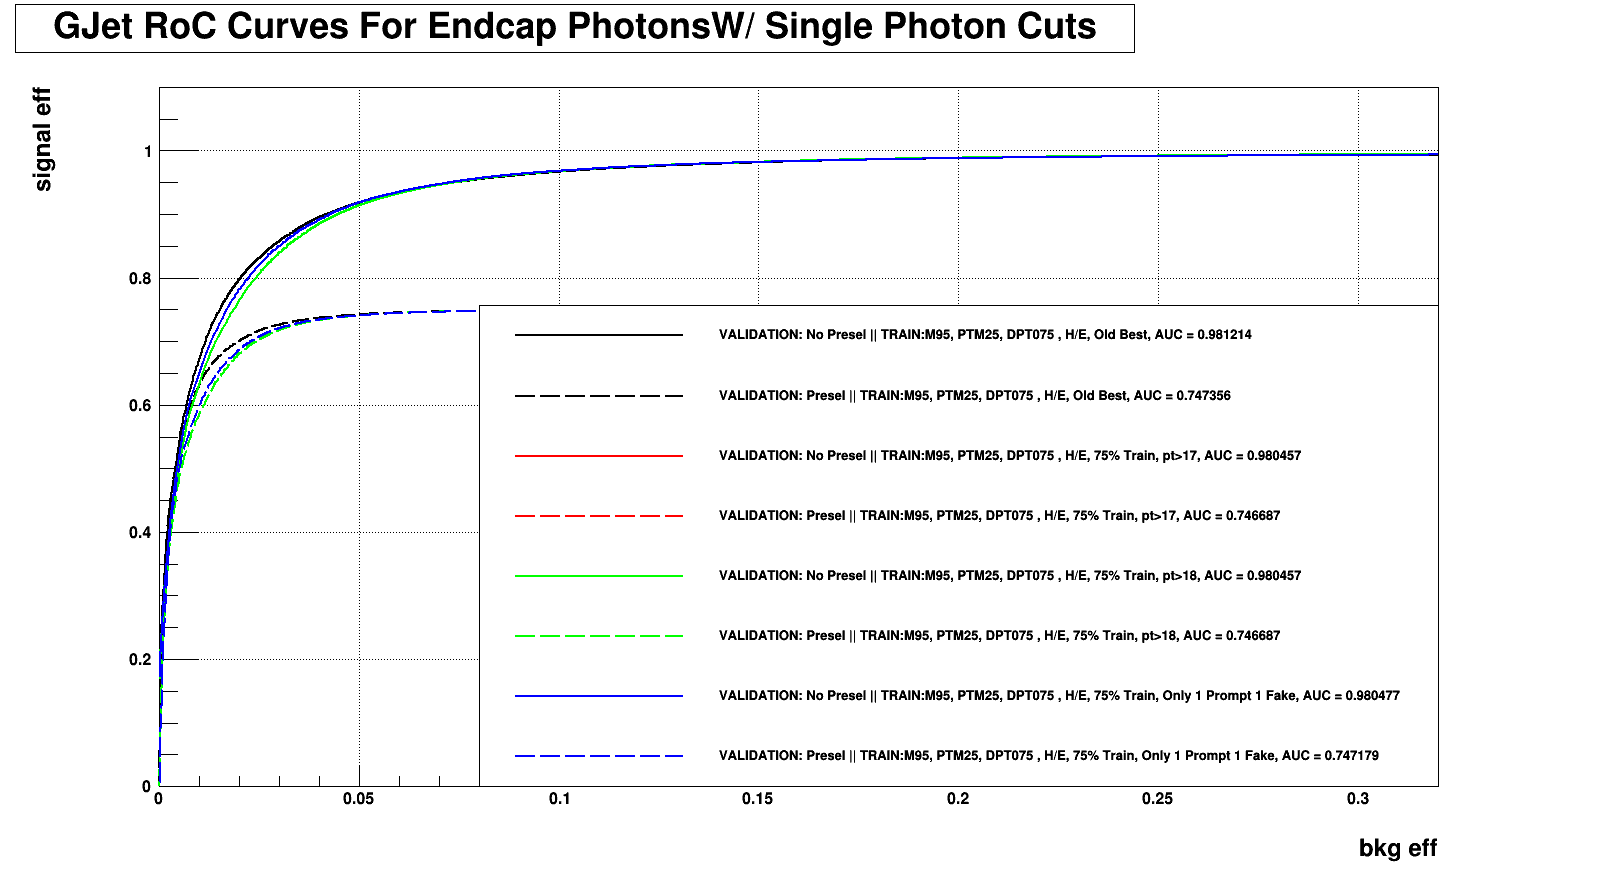 GJet RoC Curves For Endcap PhotonsW/ Single Photon Cuts
signal eff
1
0.8
0.6
0.4
0.2
0
VALIDATION: No Presel || TRAIN:M95, PTM25, DPT075 , H/E, Old Best, AUC = 0.981214
VALIDATION: Presel || TRAIN:M95, PTM25, DPT075 , H/E, Old Best, AUC = 0.747356
VALIDATION: No Presel || TRAIN:M95, PTM25, DPT075 , H/E, 75% Train, pt>17, AUC = 0.980457
VALIDATION: Presel || TRAIN:M95, PTM25, DPT075 , H/E, 75% Train, pt>17, AUC = 0.746687
VALIDATION: No Presel || TRAIN:M95, PTM25, DPT075 , H/E, 75% Train, pt>18, AUC = 0.980457
VALIDATION: Presel || TRAIN:M95, PTM25, DPT075 , H/E, 75% Train, pt>18, AUC = 0.746687
VALIDATION: No Presel || TRAIN:M95, PTM25, DPT075 , H/E, 75% Train, Only 1 Prompt 1 Fake, AUC = 0.980477
VALIDATION: Presel || TRAIN:M95, PTM25, DPT075 , H/E, 75% Train, Only 1 Prompt 1 Fake, AUC = 0.747179
0 0.05 0.1 0.15 0.2 0.25 0.3
bkg eff